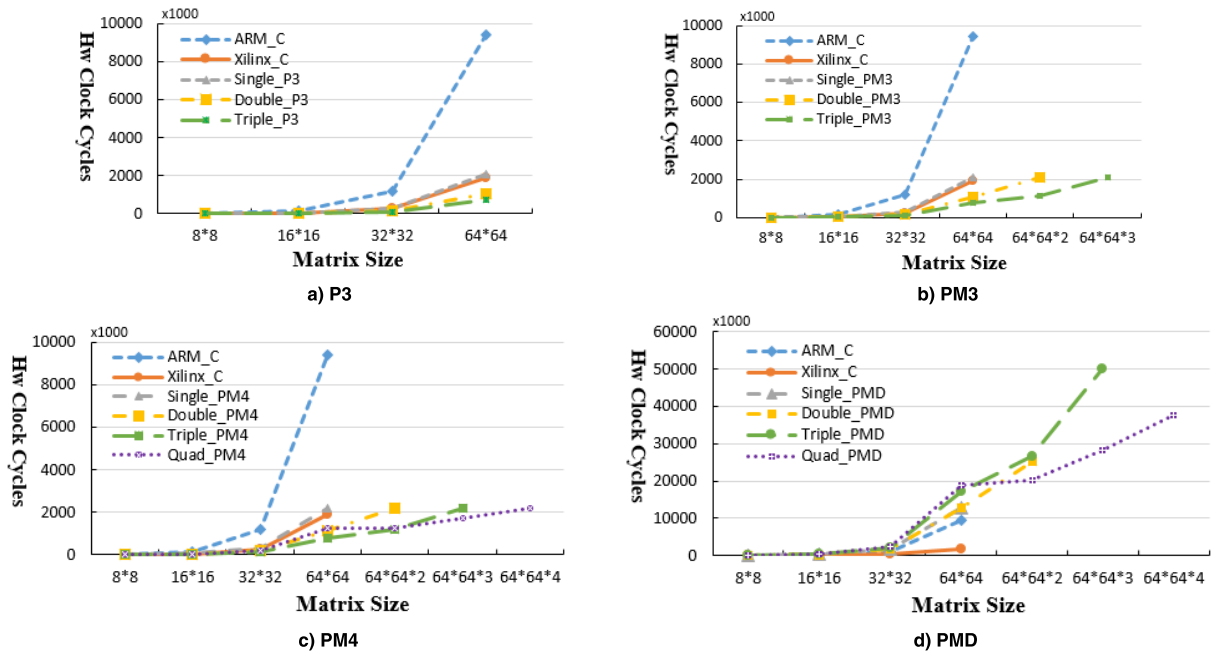 x1000
10000
8000
6000
4000
2000
0
Hw Clock Cycles
ARM_C
Xilinx_C
Single_P3
Double_P3
Triple_P3
8*8 16*16 32*32 64*64
Matrix Size
a) P3
x1000
10000
8000
6000
4000
2000
0
Hw Clock Cycles
ARM_C
Xilinx_C
Single_PM3
Double_PM3
Triple_PM3
8*8 16*16 32*32 64*64 64*64*2 64*64*3
Matrix Size
b) PM3
x1000
10000
8000
6000
4000
2000
0
Hw Clock Cycles
ARM_C
Xilinx_C
Single_PM4
Double_PM4
Triple_PM4
Quad_PM4
8*8 16*16 32*32 64*64 64*64*2 64*64*3 64*64*4
Matrix Size
c) PM4
x1000
60000
50000
40000
30000
20000
10000
0
Hw Clock Cycles
ARM_C
Xilinx_C
Single_PMD
Double_PMD
Triple_PMD
Quad_PMD
8*8 16*16 32*32 64*64 64*64*2 64*64*3 64*64*4
Matrix Size
d) PMD